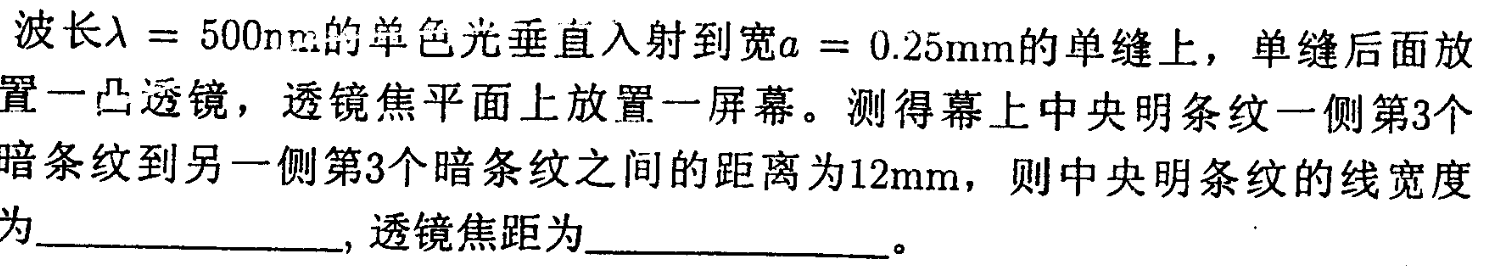 波长λ = 500nm的单色光垂直入射到宽a = 0.25mm的单缝上，单缝后面放
置一凸透镜，透镜焦平面上放置一屏幕。测得幕上中央明条纹一侧第3个
暗条纹到另一侧第3个暗条纹之间的距离为12mm，则中央明条纹的线宽度
为______________, 透镜焦距为______________。